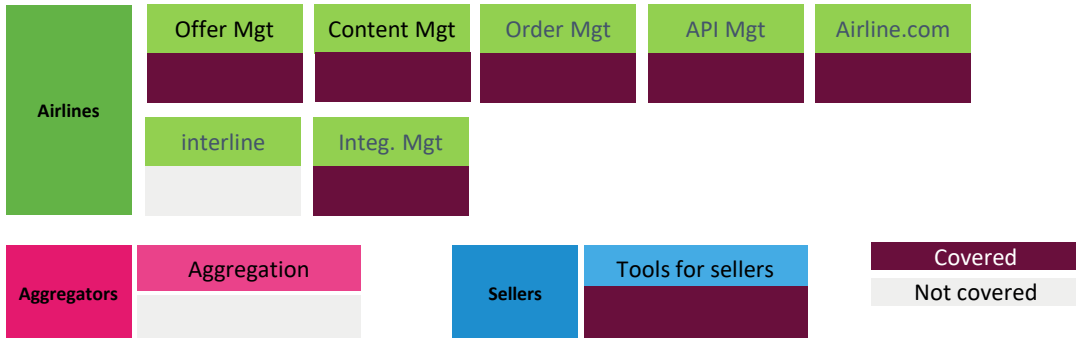 Offer Mgt
Content Mgt
Order Mgt
API Mgt
Airline.com
Airlines
interline
Integ. Mgt
Aggregators
Aggregation
Sellers
Tools for sellers
Covered
Not covered